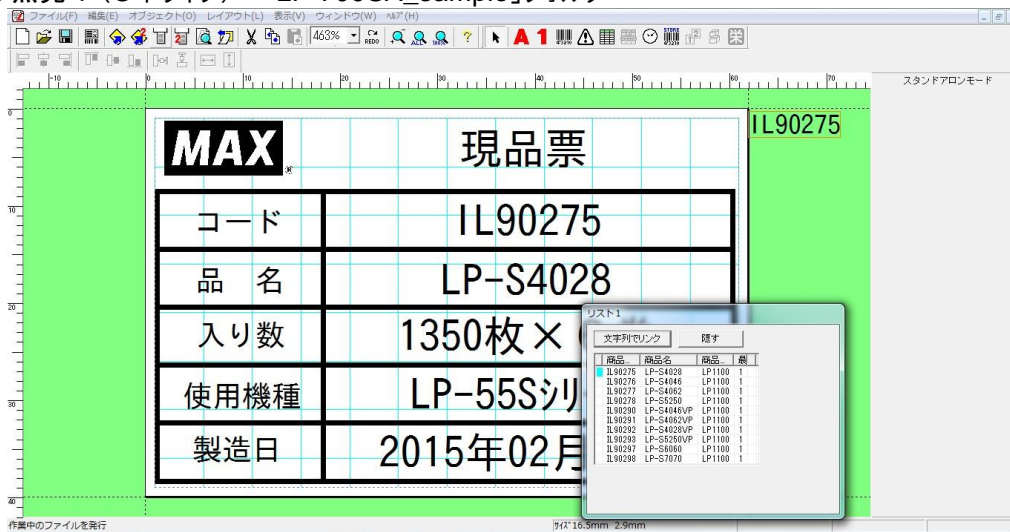 ファイル(F) 編集(E) オブジェクト(O) レイアウト(L) 表示(V) ウィンドウ(W) ヘルプ(H)
463%
スタンドアロンモード
IL90275
MAX
現品票
コード IL90275
品 名 LP-S4028
入り数 1350枚×
使用機種 LP-55Sシリ
製造日 2015年02月
リスト1
文字列でリンク 隠す
商品... 商品名 商品... 最
IL90275 LP-S4028 LP1100 1
IL90276 LP-S4046 LP1100 1
IL90277 LP-S4062 LP1100 1
IL90278 LP-S5250 LP1100 1
IL90290 LP-S4046VP LP1100 1
IL90291 LP-S4062VP LP1100 1
IL90292 LP-S4028VP LP1100 1
IL90293 LP-S5250VP LP1100 1
IL90297 LP-S6060 LP1100 1
IL90298 LP-S7070 LP1100 1
作業中のファイルを発行 サイズ 16.5mm 2.9mm